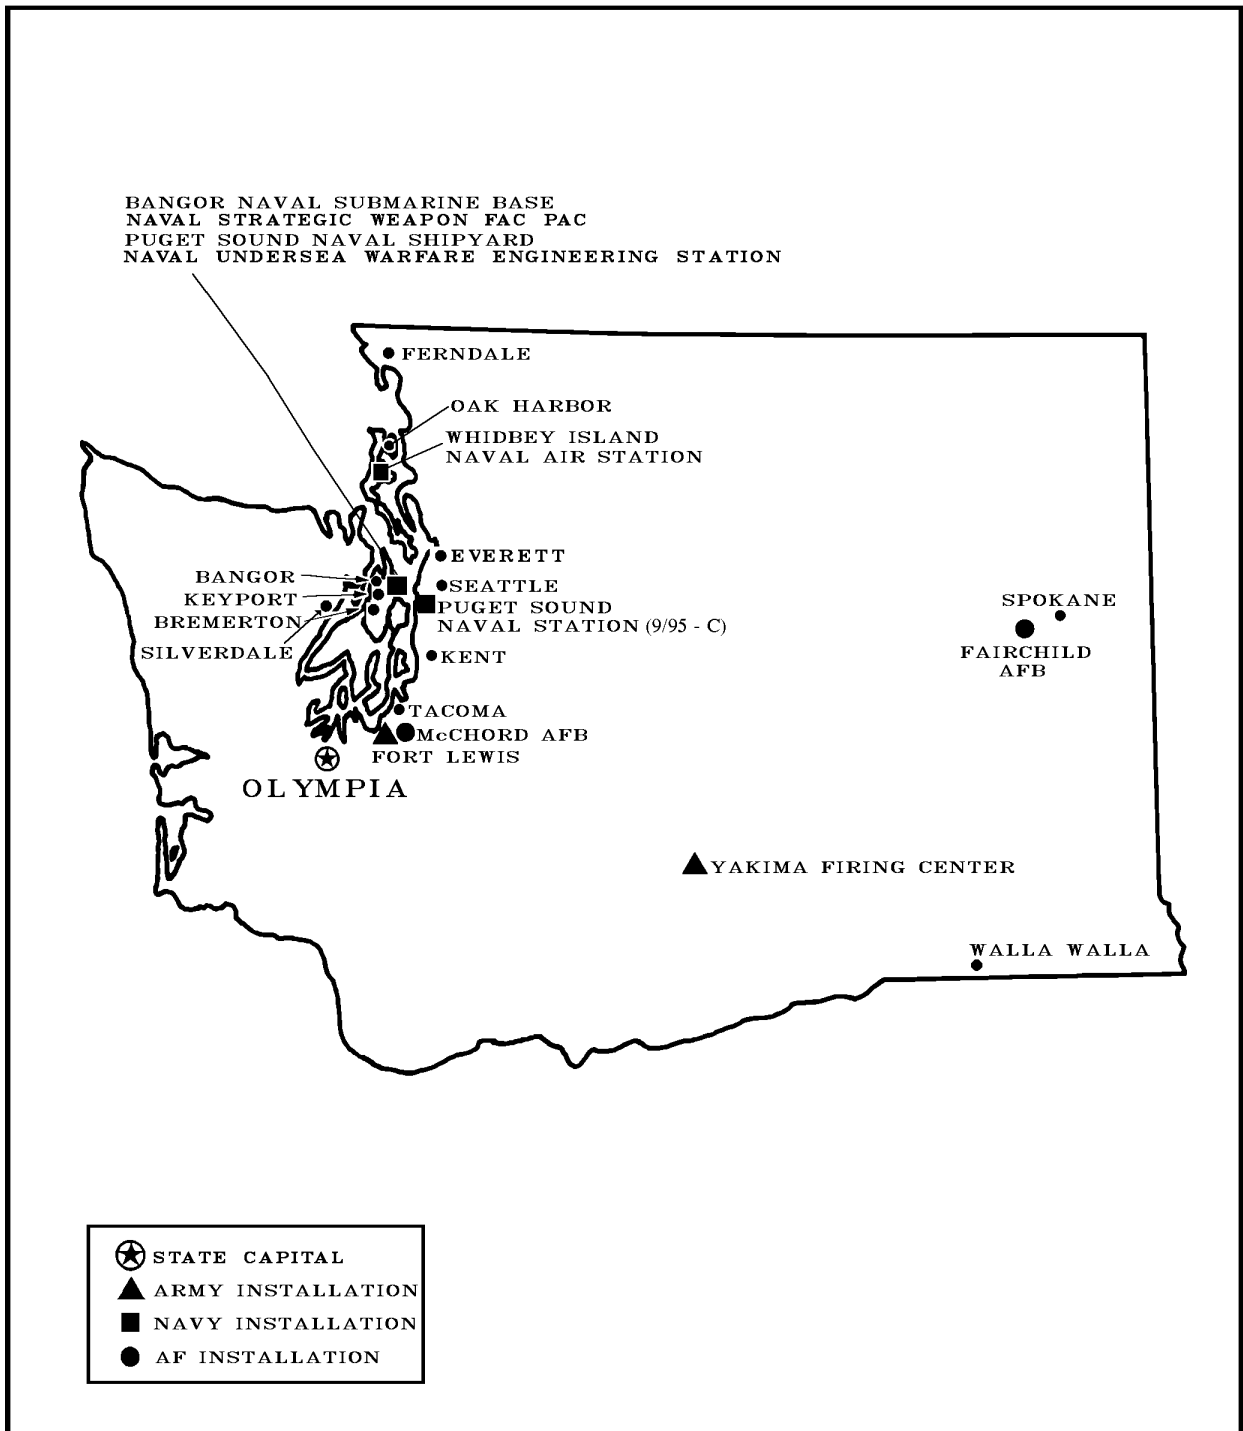 BANGOR NAVAL SUBMARINE BASE
NAVAL STRATEGIC WEAPON FAC PAC
PUGET SOUND NAVAL SHIPYARD
NAVAL UNDERSEA WARFARE ENGINEERING STATION
FERNDALE
OAK HARBOR
WHIDBEY ISLAND
NAVAL AIR STATION
EVERETT
BANGOR
SEATTLE
KEYPORT
PUGET SOUND
NAVAL STATION (9/95 - C)
BREMERTON
SILVERDALE
KENT
SPOKANE
FAIRCHILD
AFB
TACOMA
McCHORD AFB
FORT LEWIS
OLYMPIA
YAKIMA FIRING CENTER
WALLA WALLA
STATE CAPITAL
ARMY INSTALLATION
NAVY INSTALLATION
AF INSTALLATION